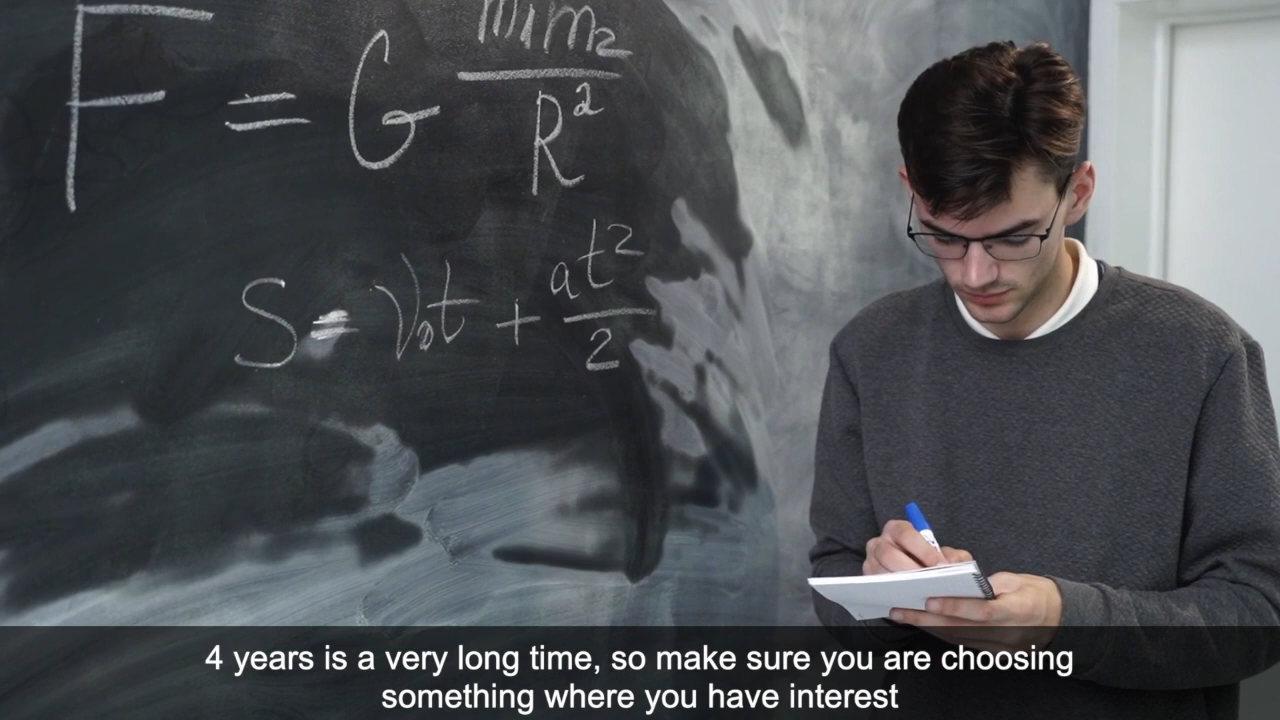 F = G m₁m₂ / R²
S = V₀t + at² / 2
4 years is a very long time, so make sure you are choosing
something where you have interest